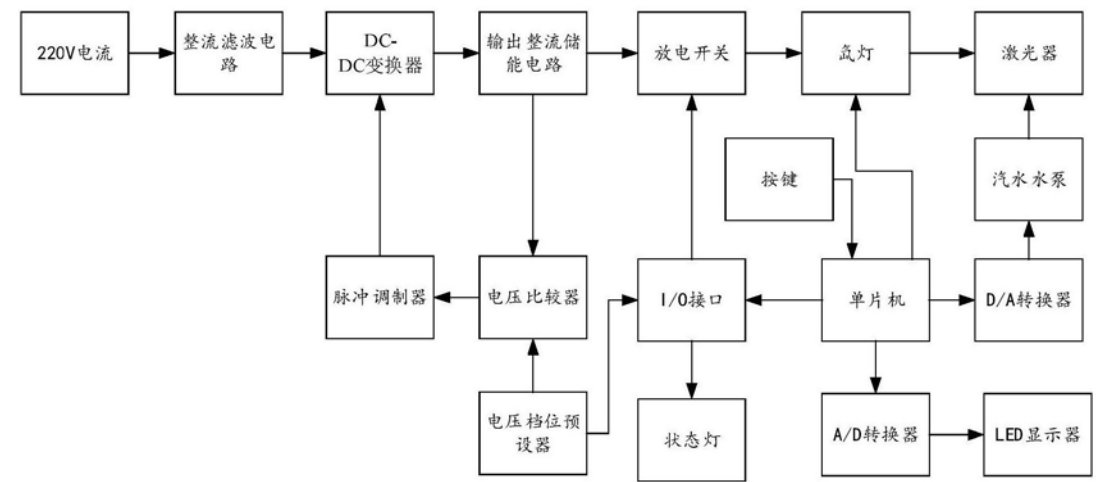 220V电流
整流滤波电
路
DC-
DC变换器
输出整流储
能电路
放电开关
氙灯
激光器
按键
汽水水泵
脉冲调制器
电压比较器
I/O接口
单片机
D/A转换器
电压档位预
设器
状态灯
A/D转换器
LED显示器